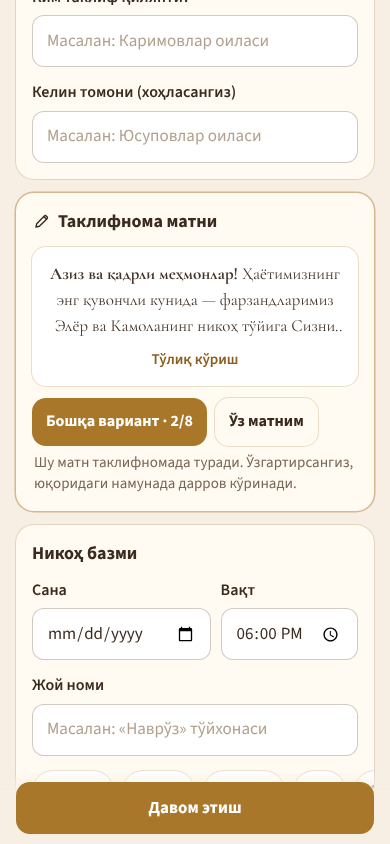 Масалан: Каримовлар оиласи
Келин томони (хоҳласангиз)
Масалан: Юсуповлар оиласи
Таклифнома матни
Азиз ва қадрли меҳмонлар! Ҳаётимизнинг
энг қувончли кунида — фарзандларимиз
Элёр ва Камоланинг никоҳ тўйига Сизни..
Тўлиқ кўриш
Бошқа вариант · 2/8
Ўз матним
Шу матн таклифномада туради. Ўзгартирсангиз,
юқоридаги намунада дарров кўринади.
Никоҳ базми
Сана
Вақт
mm/dd/yyyy
06:00 PM
Жой номи
Масалан: «Наврўз» тўйхонаси
Давом этиш